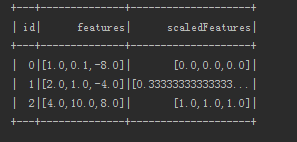 +---+--------------+--------------------+
| id|      features|      scaledFeatures|
+---+--------------+--------------------+
|  0|[1.0,0.1,-8.0]|       [0.0,0.0,0.0]|
|  1|[2.0,1.0,-4.0]|[0.33333333333333...|
|  2|[4.0,10.0,8.0]|       [1.0,1.0,1.0]|
+---+--------------+--------------------+